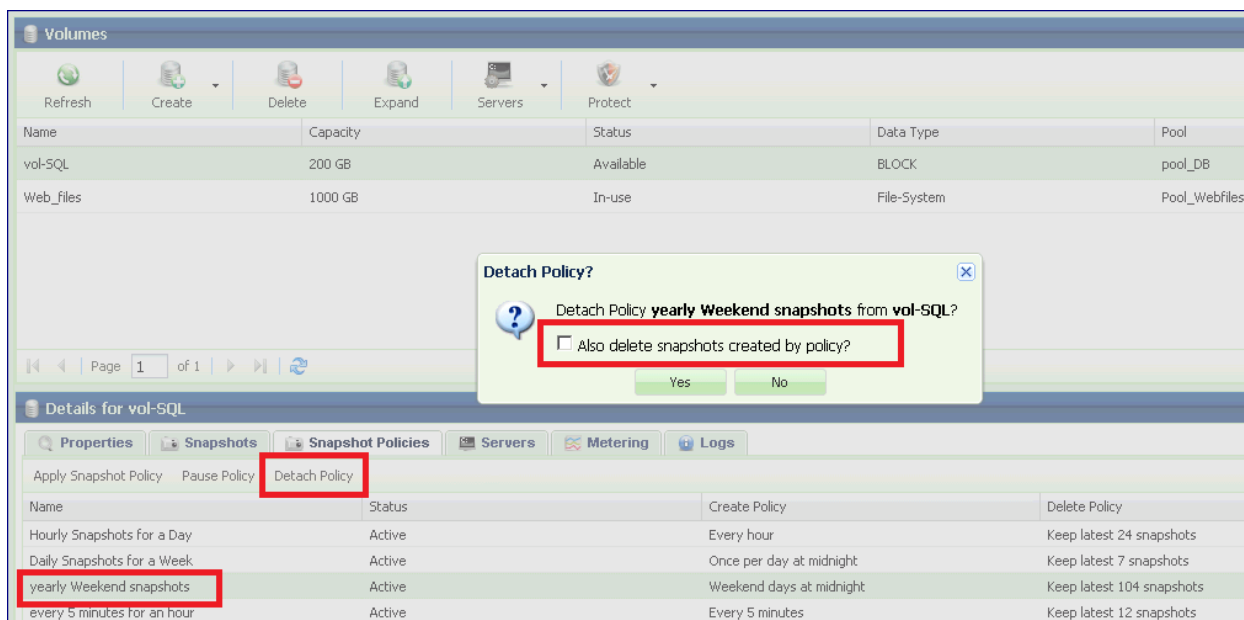 Volumes
Refresh Create Delete Expand Servers Protect
Name Capacity Status Data Type Pool
vol-SQL 200 GB Available BLOCK pool_DB
Web_files 1000 GB In-use File-System Pool_Webfiles
Detach Policy?
Detach Policy yearly Weekend snapshots from vol-SQL?
Also delete snapshots created by policy?
Yes No
Page 1 of 1
Details for vol-SQL
Properties Snapshots Snapshot Policies Servers Metering Logs
Apply Snapshot Policy Pause Policy Detach Policy
Name Status Create Policy Delete Policy
Hourly Snapshots for a Day Active Every hour Keep latest 24 snapshots
Daily Snapshots for a Week Active Once per day at midnight Keep latest 7 snapshots
yearly Weekend snapshots Active Weekend days at midnight Keep latest 104 snapshots
every 5 minutes for an hour Active Every 5 minutes Keep latest 12 snapshots